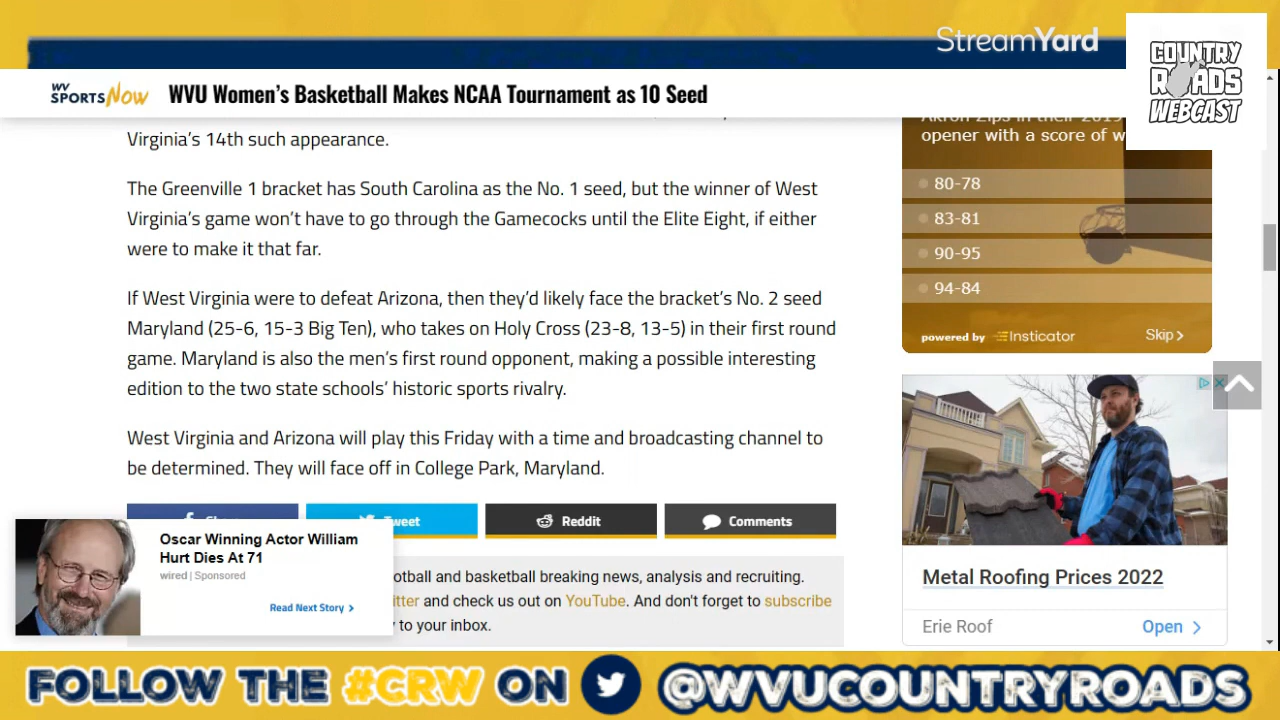 StreamYard
COUNTRY
ROADS
WEBCAST
WV
SPORTSNOW
WVU Women's Basketball Makes NCAA Tournament as 10 Seed
Virginia's 14th such appearance.
The Greenville 1 bracket has South Carolina as the No. 1 seed, but the winner of West
Virginia's game won't have to go through the Gamecocks until the Elite Eight, if either
were to make it that far.
If West Virginia were to defeat Arizona, then they'd likely face the bracket's No. 2 seed
Maryland (25-6, 15-3 Big Ten), who takes on Holy Cross (23-8, 13-5) in their first round
game. Maryland is also the men's first round opponent, making a possible interesting
edition to the two state schools' historic sports rivalry.
West Virginia and Arizona will play this Friday with a time and broadcasting channel to
be determined. They will face off in College Park, Maryland.
Tweet
Reddit
Comments
otball and basketball breaking news, analysis and recruiting.
itter and check us out on YouTube. And don't forget to subscribe
to your inbox.
Oscar Winning Actor William
Hurt Dies At 71
wired | Sponsored
Read Next Story >
Akron Zips in their 2019
opener with a score of w
80-78
83-81
90-95
94-84
powered by Insticator
Skip >
Metal Roofing Prices 2022
Erie Roof
Open >
FOLLOW THE #CRW ON @WVUCOUNTRYROADS